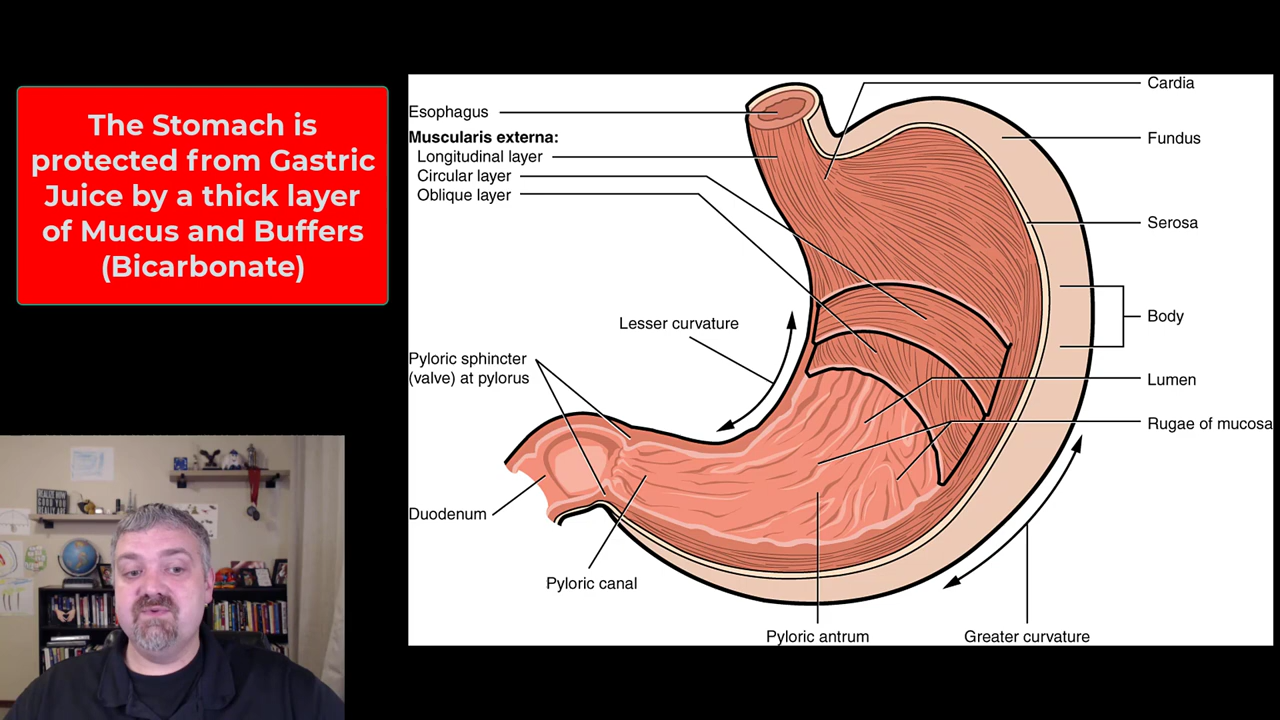 The Stomach is
protected from Gastric
Juice by a thick layer
of Mucus and Buffers
(Bicarbonate)
Esophagus
Muscularis externa:
Longitudinal layer
Circular layer
Oblique layer
Lesser curvature
Pyloric sphincter
(valve) at pylorus
Duodenum
Pyloric canal
Pyloric antrum
Greater curvature
Cardia
Fundus
Serosa
Body
Lumen
Rugae of mucosa